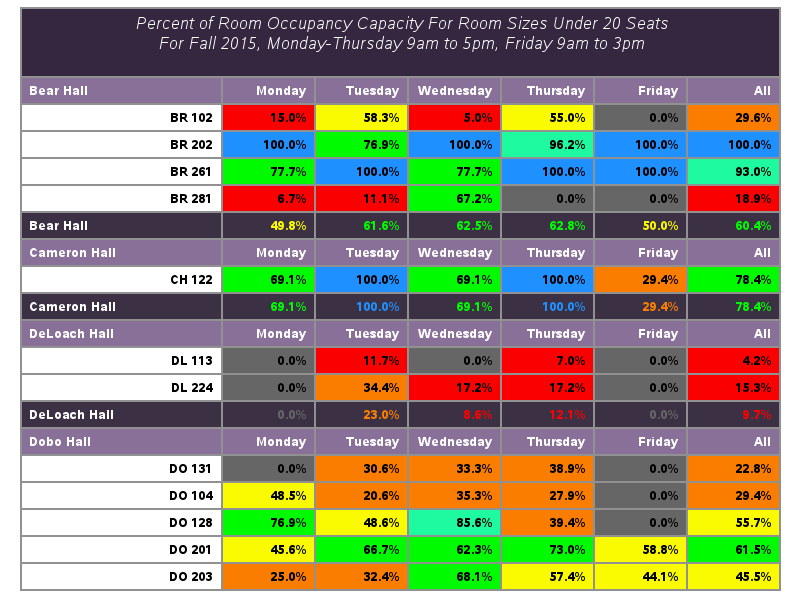 Percent of Room Occupancy Capacity For Room Sizes Under 20 Seats
For Fall 2015, Monday-Thursday 9am to 5pm, Friday 9am to 3pm
Bear Hall Monday Tuesday Wednesday Thursday Friday All
BR 102 15.0% 58.3% 5.0% 55.0% 0.0% 29.6%
BR 202 100.0% 76.9% 100.0% 96.2% 100.0% 100.0%
BR 261 77.7% 100.0% 77.7% 100.0% 100.0% 93.0%
BR 281 6.7% 11.1% 67.2% 0.0% 0.0% 18.9%
Bear Hall 49.8% 61.6% 62.5% 62.8% 50.0% 60.4%
Cameron Hall Monday Tuesday Wednesday Thursday Friday All
CH 122 69.1% 100.0% 69.1% 100.0% 29.4% 78.4%
Cameron Hall 69.1% 100.0% 69.1% 100.0% 29.4% 78.4%
DeLoach Hall Monday Tuesday Wednesday Thursday Friday All
DL 113 0.0% 11.7% 0.0% 7.0% 0.0% 4.2%
DL 224 0.0% 34.4% 17.2% 17.2% 0.0% 15.3%
DeLoach Hall 0.0% 23.0% 8.6% 12.1% 0.0% 9.7%
Dobo Hall Monday Tuesday Wednesday Thursday Friday All
DO 131 0.0% 30.6% 33.3% 38.9% 0.0% 22.8%
DO 104 48.5% 20.6% 35.3% 27.9% 0.0% 29.4%
DO 128 76.9% 48.6% 85.6% 39.4% 0.0% 55.7%
DO 201 45.6% 66.7% 62.3% 73.0% 58.8% 61.5%
DO 203 25.0% 32.4% 68.1% 57.4% 44.1% 45.5%